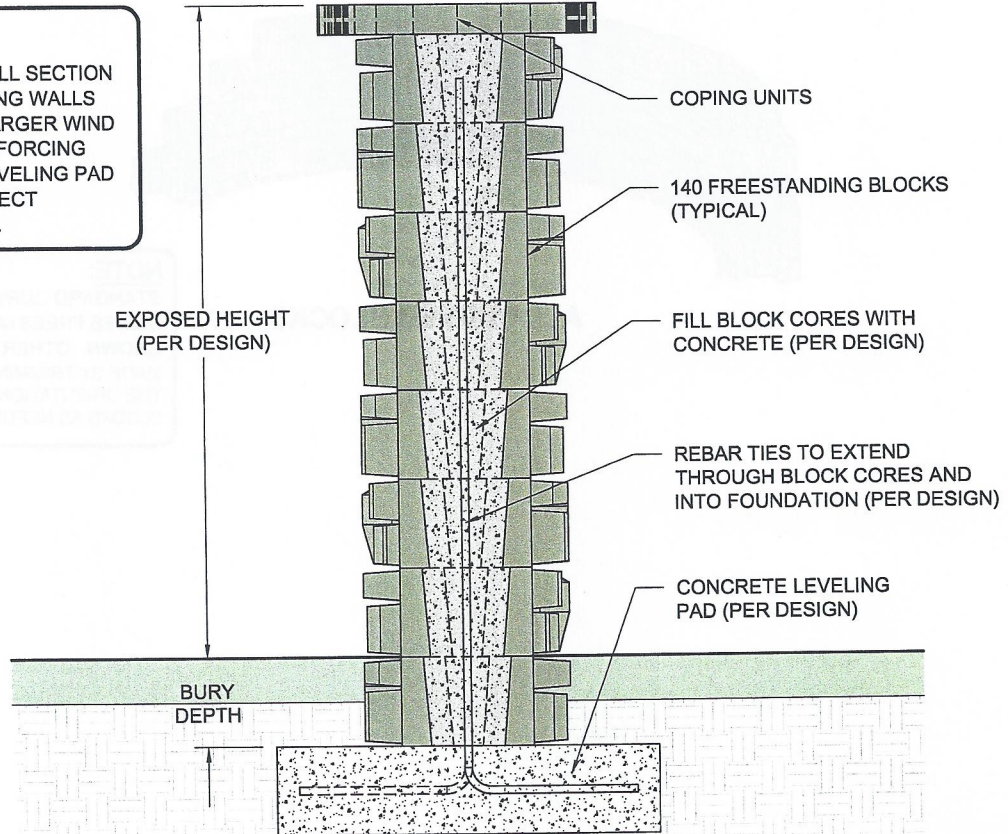 LL SECTION
NG WALLS
ARGER WIND
FORCING
VELING PAD
ECT
EXPOSED HEIGHT
(PER DESIGN)
BURY
DEPTH
COPING UNITS
140 FREESTANDING BLOCKS
(TYPICAL)
FILL BLOCK CORES WITH
CONCRETE (PER DESIGN)
REBAR TIES TO EXTEND
THROUGH BLOCK CORES AND
INTO FOUNDATION (PER DESIGN)
CONCRETE LEVELING
PAD (PER DESIGN)